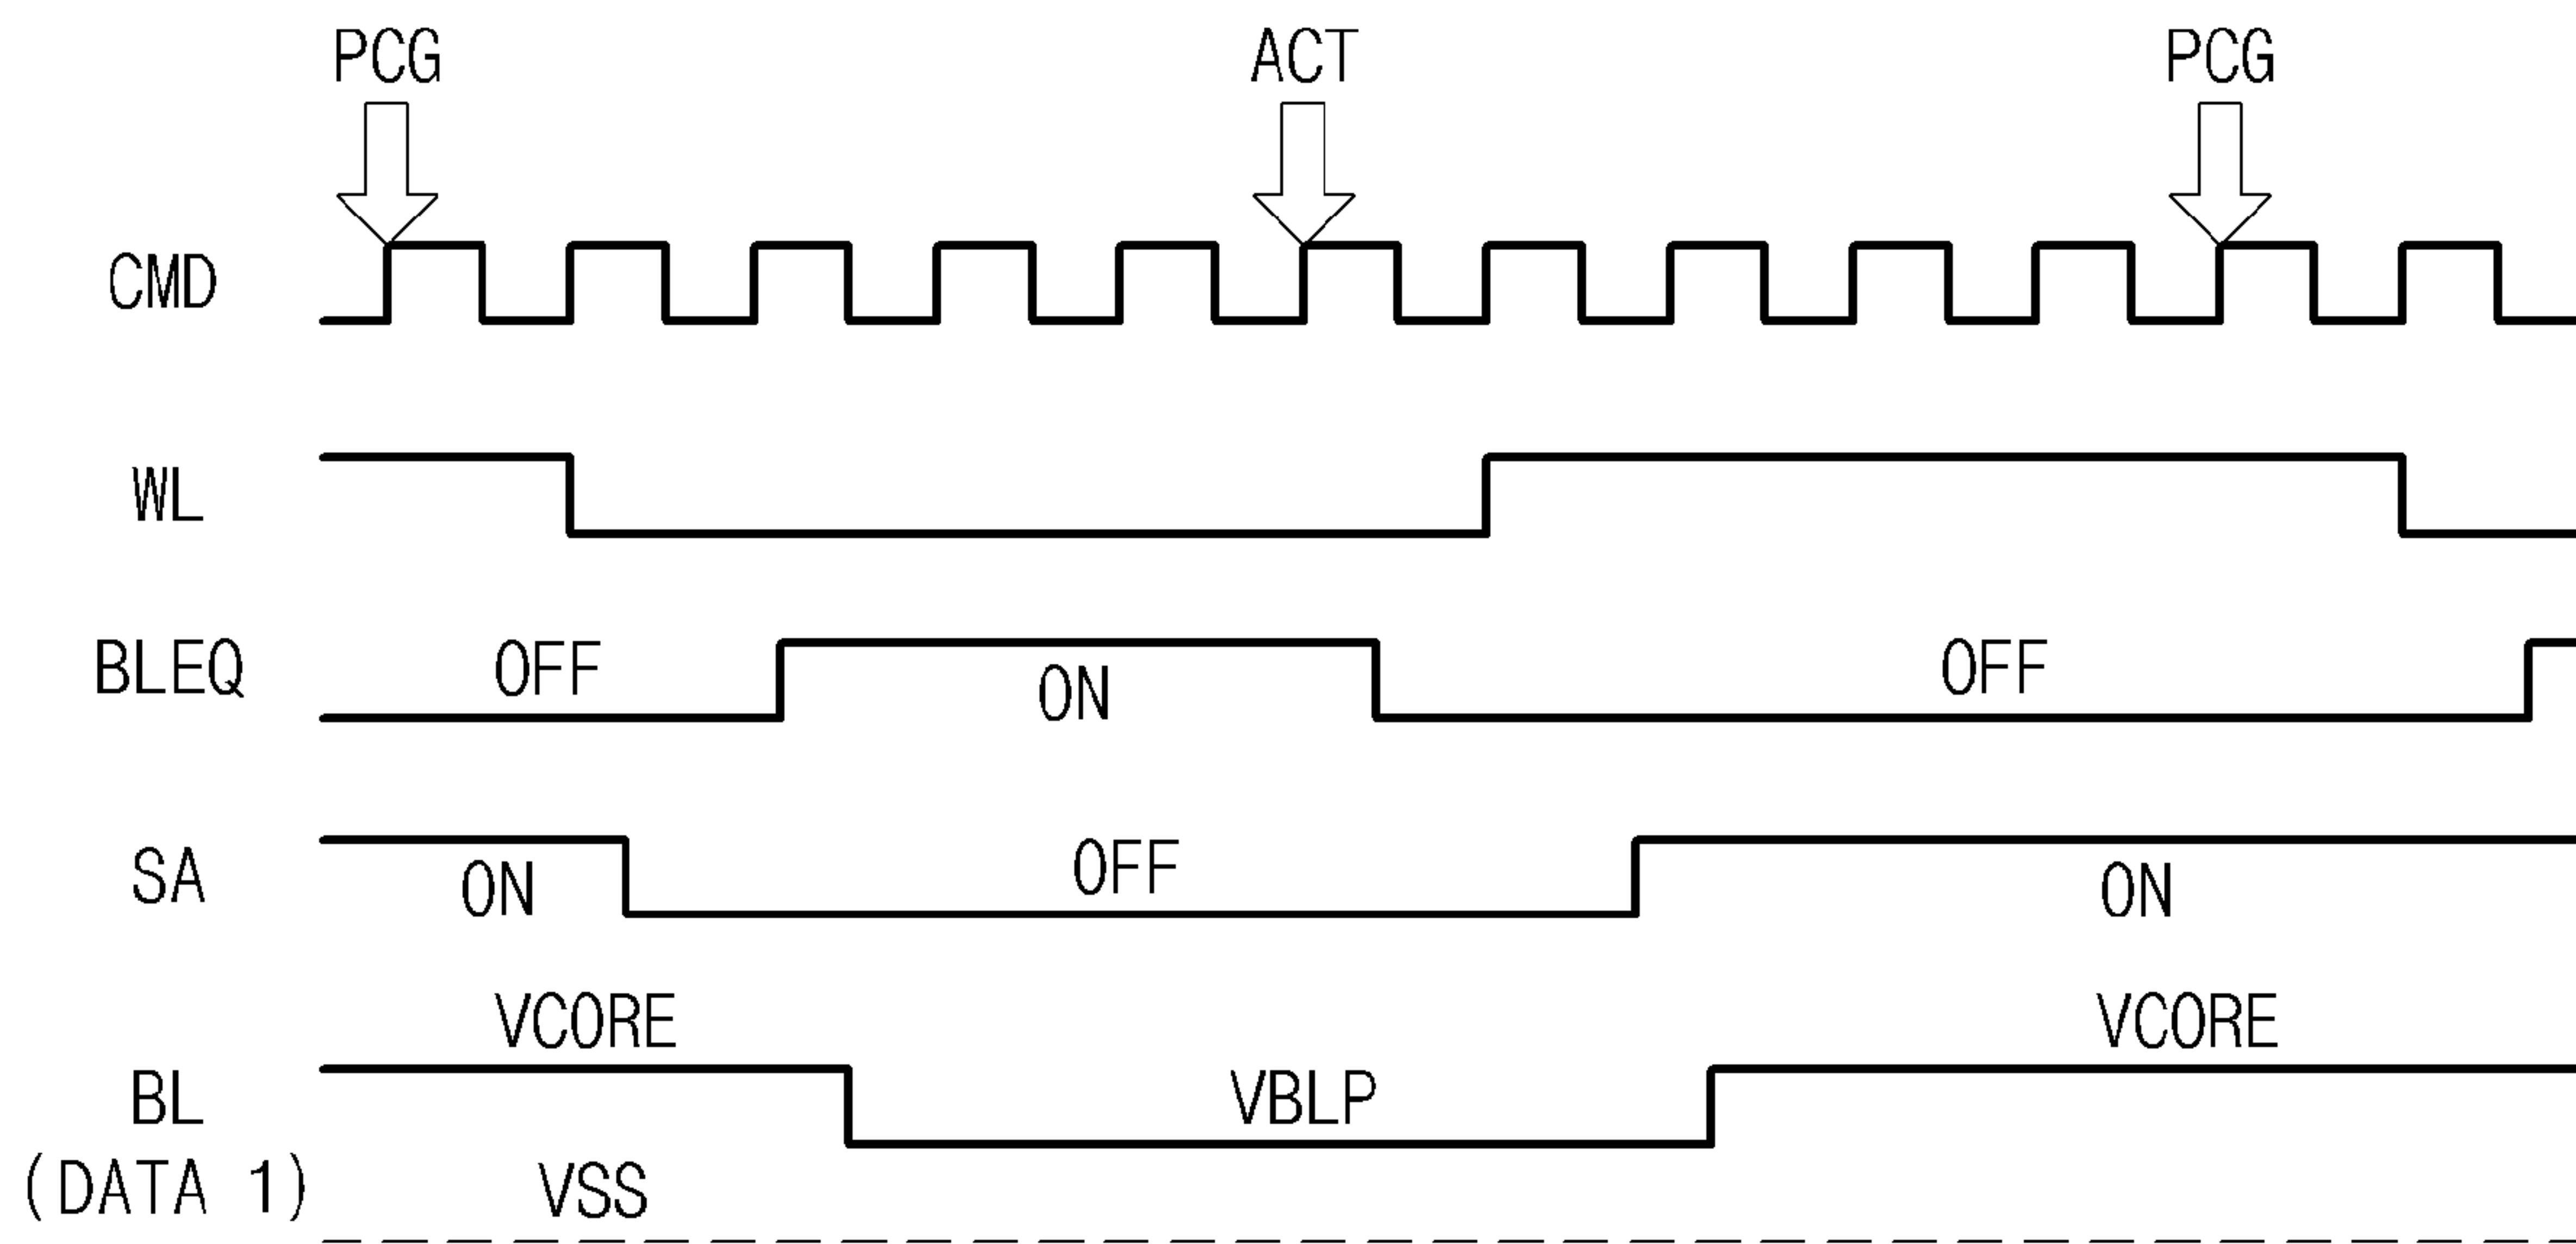 PCG ACT PCG
CMD
WL
BLEQ OFF ON OFF
SA ON OFF ON
VCORE VCORE
BL VBLP
(DATA 1) VSS